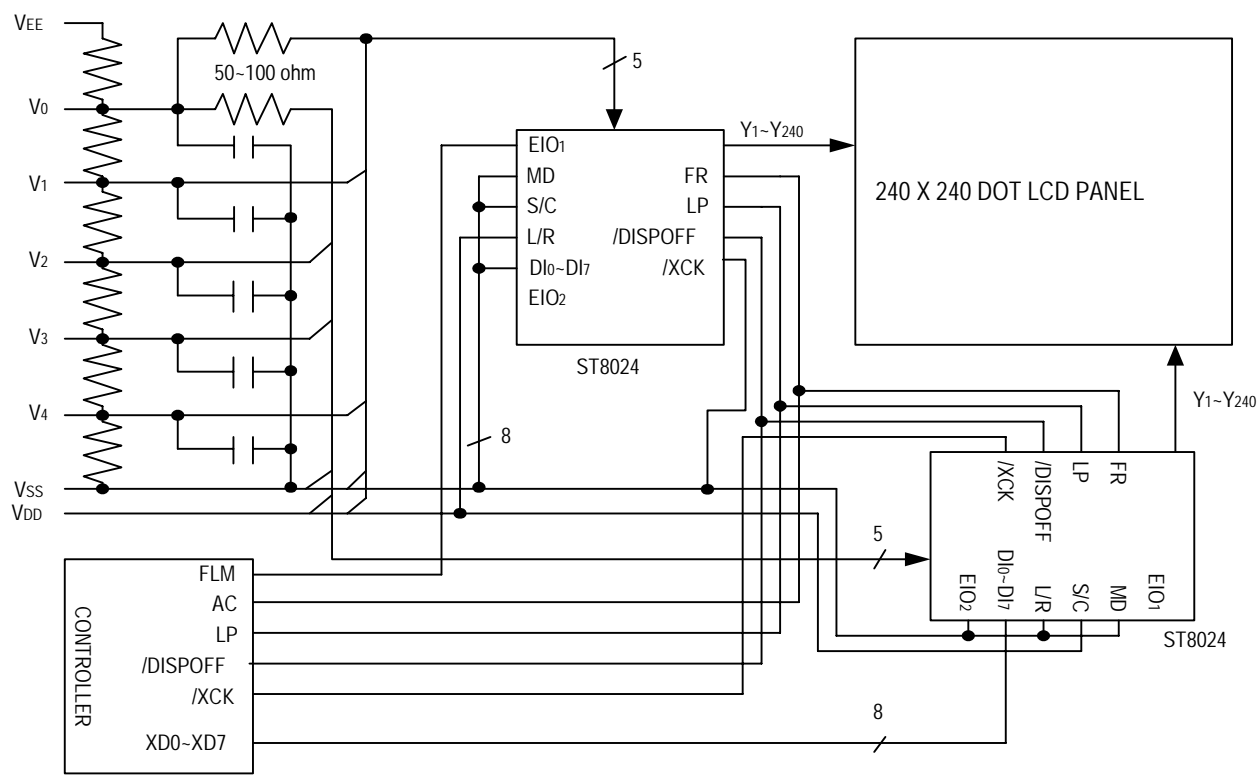 VEE
50~100 ohm
V0
V1
V2
V3
V4
VSS
VDD
5
EIO1
MD
S/C
L/R
DI0~DI7
EIO2
FR
LP
/DISPOFF
/XCK
ST8024
Y1~Y240
240 X 240 DOT LCD PANEL
Y1~Y240
8
5
/XCK
/DISPOFF
LP
FR
EIO2
DI0~DI7
L/R
S/C
MD
EIO1
ST8024
CONTROLLER
FLM
AC
LP
/DISPOFF
/XCK
XD0~XD7
8